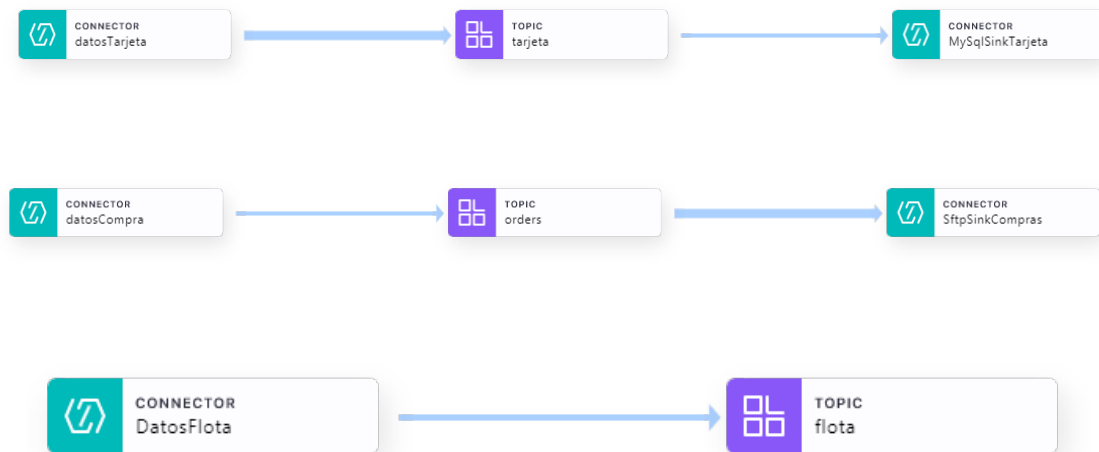 CONNECTOR
datosTarjeta
TOPIC
tarjeta
CONNECTOR
MySqlSinkTarjeta
CONNECTOR
datosCompra
TOPIC
orders
CONNECTOR
SftpSinkCompras
CONNECTOR
DatosFlota
TOPIC
flota